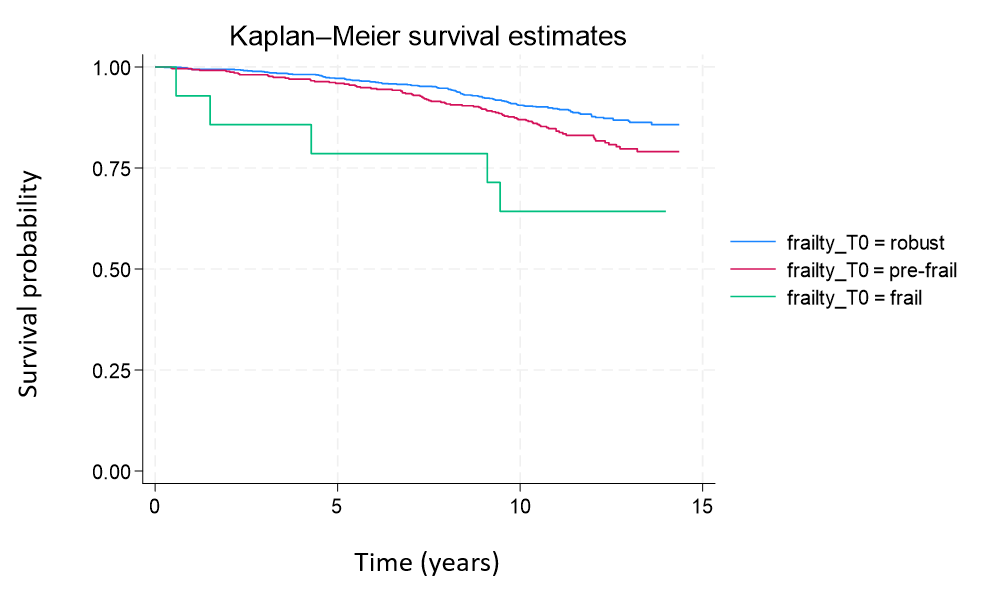 Kaplan–Meier survival estimates
Survival probability
1.00
0.75
0.50
0.25
0.00
0
5
10
15
Time (years)
frailty_T0 = robust
frailty_T0 = pre-frail
frailty_T0 = frail